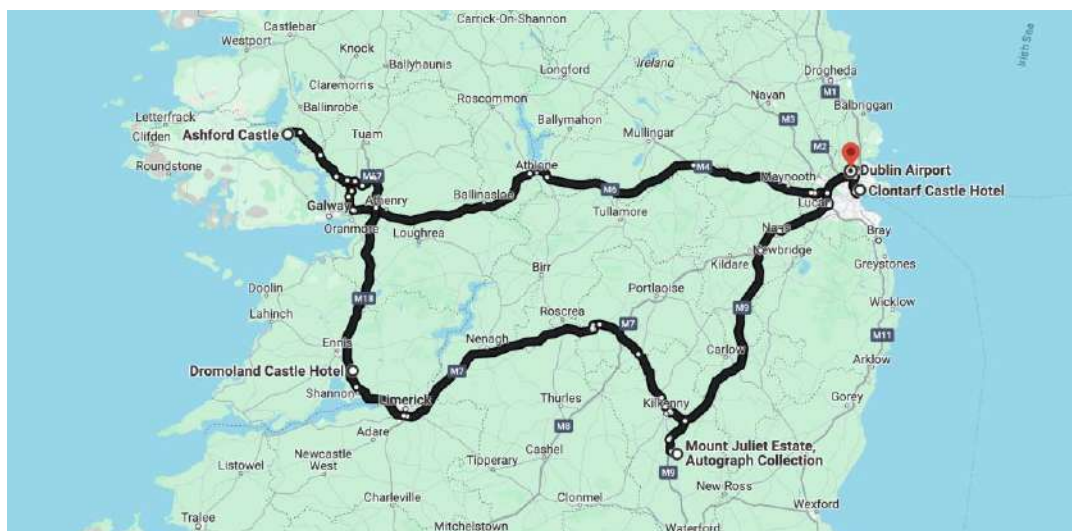 Carrick-On-Shannon
Castlebar
Westport
Knock
Ballyhaunis
Longford
Ireland
Irish Sea
Drogheda
Claremorris
Navan
M1
Balbriggan
Roscommon
Ballinrobe
Letterfrack
Ashford Castle
Tuam
Ballymahon
Mullingar
M3
M2
Clifden
Roundstone
Athlone
M4
Maynooth
Dublin Airport
Clontarf Castle Hotel
Ballinasloe
M6
Galway
Athenry
Lucan
Oranmore
Loughrea
Tullamore
Naas
Bray
Newbridge
Greystones
Kildare
Birr
Doolin
Portlaoise
M18
Lahinch
Roscrea
M7
M9
Wicklow
Ennis
Nenagh
M11
Carlow
Arklow
Dromoland Castle Hotel
M7
Shannon
Limerick
Thurles
Kilkenny
Gorey
Adare
M8
Mount Juliet Estate,
Autograph Collection
Cashel
Listowel
Newcastle
West
Tipperary
M9
New Ross
Charleville
Clonmel
Wexford
Tralee
Mitchelstown
Waterford